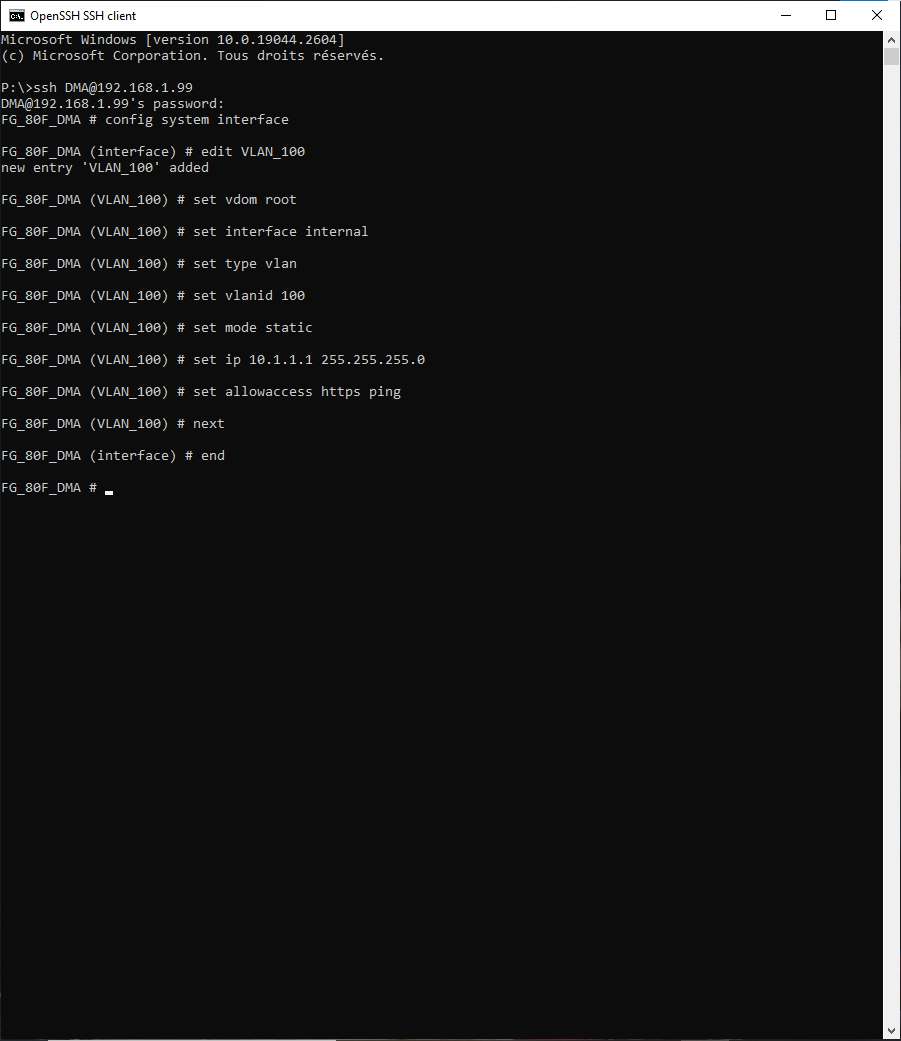 OpenSSH SSH client
Microsoft Windows [version 10.0.19044.2604]
(c) Microsoft Corporation. Tous droits réservés.
P:\>ssh DMA@192.168.1.99
DMA@192.168.1.99's password:
FG_80F_DMA # config system interface
FG_80F_DMA (interface) # edit VLAN_100
new entry 'VLAN_100' added
FG_80F_DMA (VLAN_100) # set vdom root
FG_80F_DMA (VLAN_100) # set interface internal
FG_80F_DMA (VLAN_100) # set type vlan
FG_80F_DMA (VLAN_100) # set vlanid 100
FG_80F_DMA (VLAN_100) # set mode static
FG_80F_DMA (VLAN_100) # set ip 10.1.1.1 255.255.255.0
FG_80F_DMA (VLAN_100) # set allowaccess https ping
FG_80F_DMA (VLAN_100) # next
FG_80F_DMA (interface) # end
FG_80F_DMA #